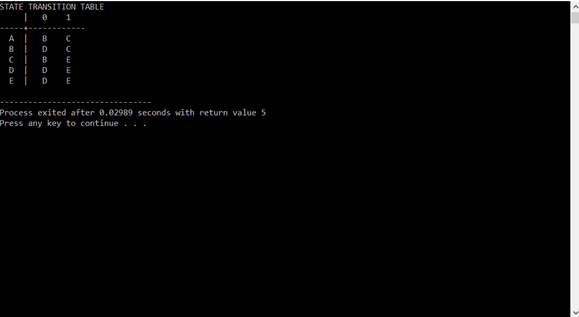 STATE TRANSITION TABLE
| 0 1
-----+------------
A | B C
B | D C
C | B E
D | D E
E | D E
--------------------------------
Process exited after 0.02989 seconds with return value 5
Press any key to continue . . .